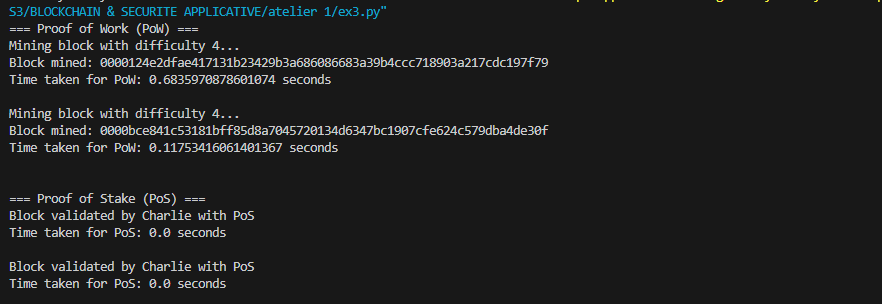 S3/BLOCKCHAIN & SECURITE APPLICATIVE/atelier 1/ex3.py"
=== Proof of Work (PoW) ===
Mining block with difficulty 4...
Block mined: 0000124e2dfae417131b23429b3a686086683a39b4ccc718903a217cdc197f79
Time taken for PoW: 0.6835970878601074 seconds
Mining block with difficulty 4...
Block mined: 0000bce841c53181bff85d8a7045720134d6347bc1907cfe624c579dba4de30f
Time taken for PoW: 0.11753416061401367 seconds
=== Proof of Stake (PoS) ===
Block validated by Charlie with PoS
Time taken for PoS: 0.0 seconds
Block validated by Charlie with PoS
Time taken for PoS: 0.0 seconds